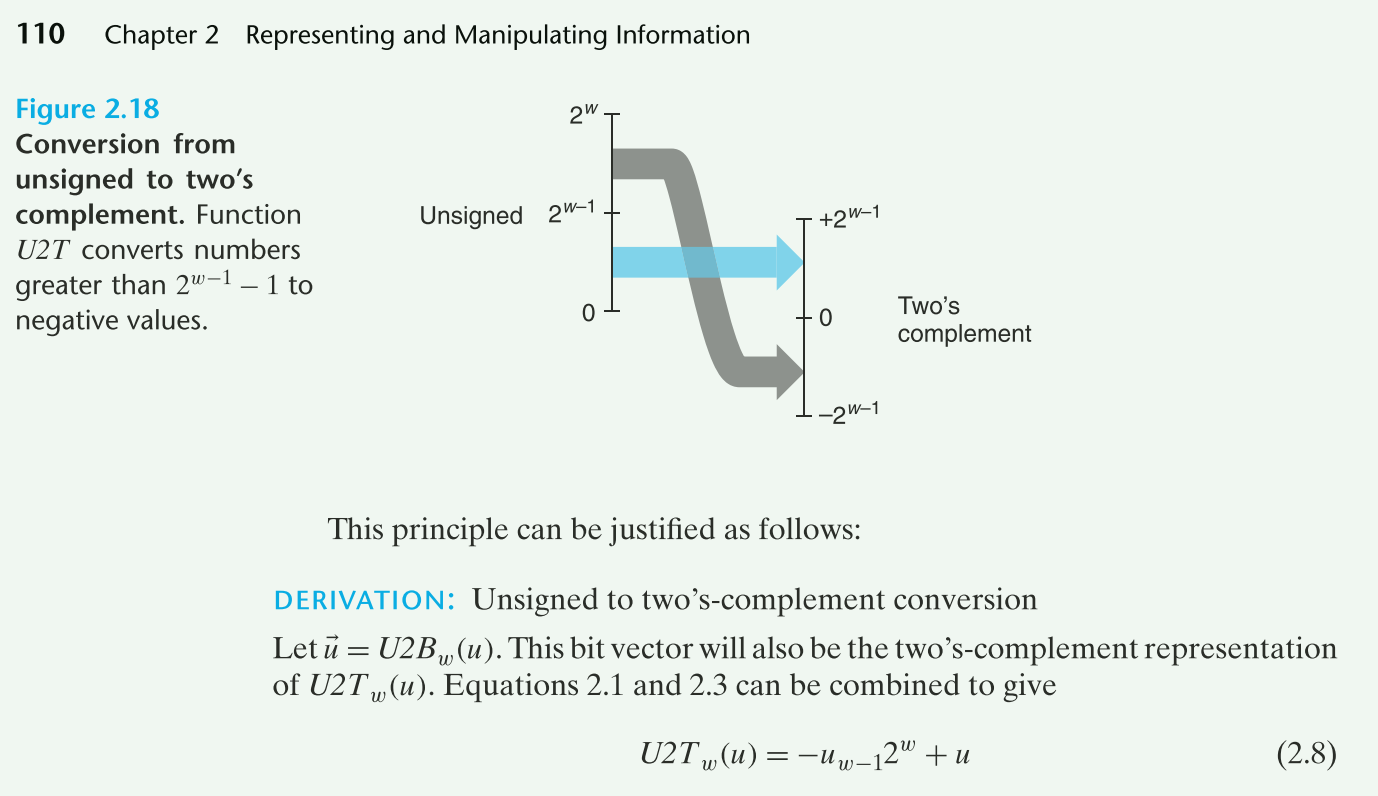 110 Chapter 2 Representing and Manipulating Information
Figure 2.18
Conversion from
unsigned to two’s
complement. Function
U2T converts numbers
greater than 2^{w−1} − 1 to
negative values.
2^w
Unsigned 2^{w–1}
0
+2^{w–1}
0
–2^{w–1}
Two’s
complement
This principle can be justified as follows:
DERIVATION: Unsigned to two’s-complement conversion
Let \vec{u} = U2B_w(u). This bit vector will also be the two’s-complement representation
of U2T_w(u). Equations 2.1 and 2.3 can be combined to give
U2T_w(u) = −u_{w−1}2^w + u (2.8)